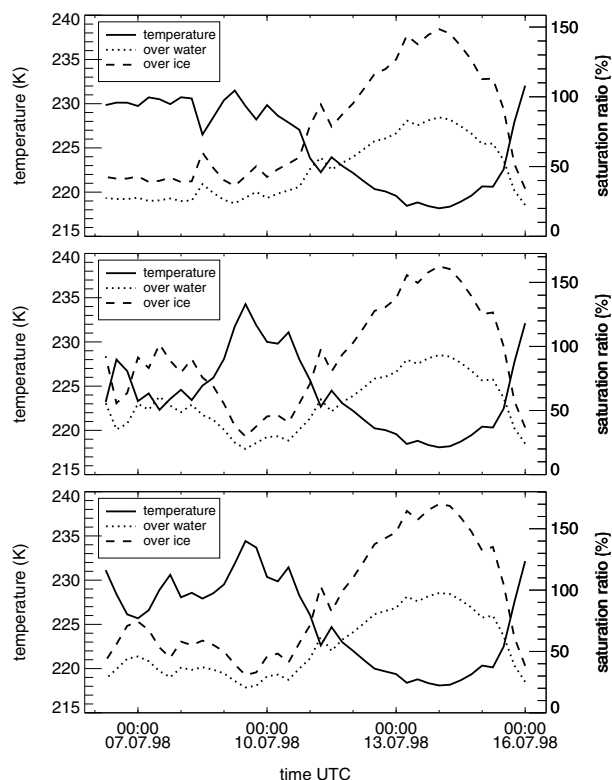 240
235
230
225
220
215
temperature (K)
temperature
over water
over ice
150
100
50
0
saturation ratio (%)
240
235
230
225
220
215
temperature (K)
temperature
over water
over ice
150
100
50
0
saturation ratio (%)
240
235
230
225
220
215
temperature (K)
temperature
over water
over ice
150
100
50
0
saturation ratio (%)
00:00 00:00 00:00 00:00
07.07.98 10.07.98 13.07.98 16.07.98
time UTC